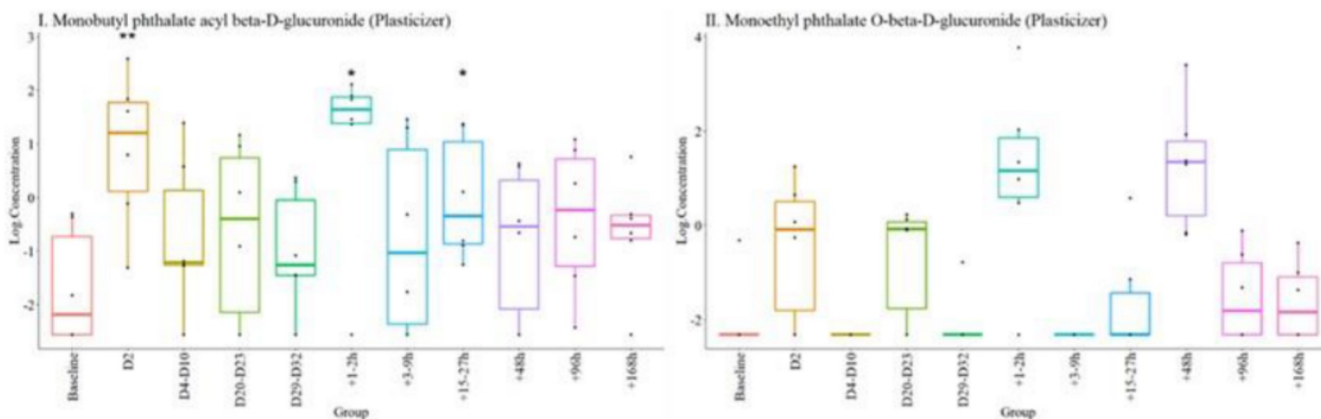 I. Monobutyl phthalate acyl beta-D-glucuronide (Plasticizer)
3
2
1
0
-1
-2
Log.Concentration
**
*
*
Baseline
D2
D4-D10
D20-D23
D29-D32
+1-2h
+3-9h
+15-27h
+48h
+96h
+168h
Group
II. Monoethyl phthalate O-beta-D-glucuronide (Plasticizer)
4
2
0
-2
Log.Concentration
Baseline
D2
D4-D10
D20-D23
D29-D32
+1-2h
+3-9h
+15-27h
+48h
+96h
+168h
Group